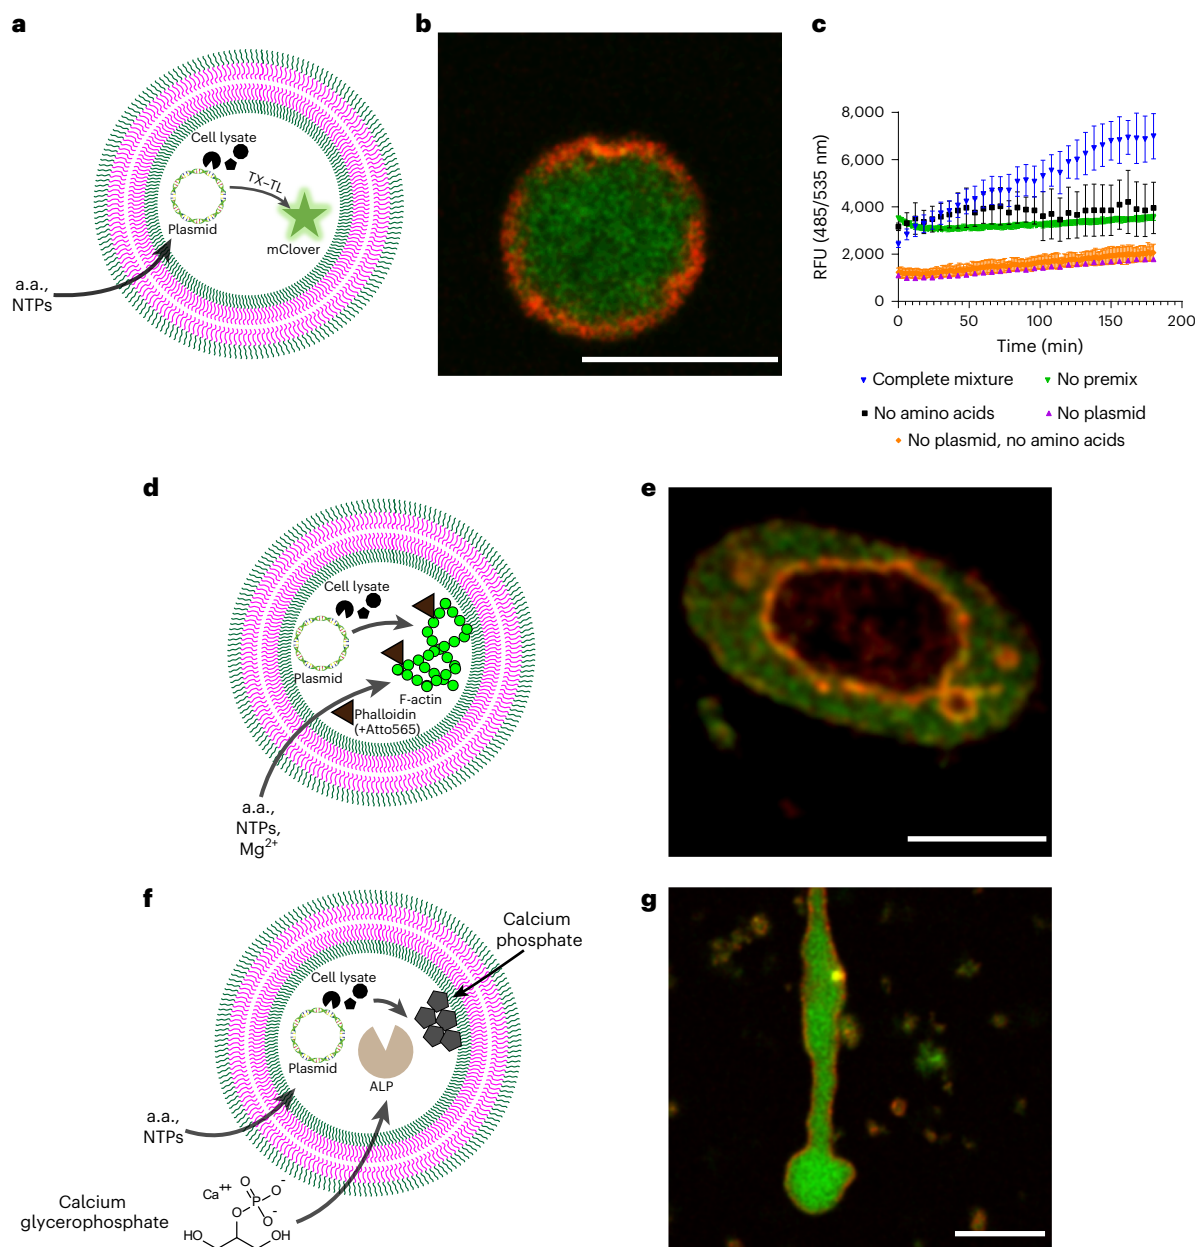 a
Cell lysate
TX–TL
Plasmid
mClover
a.a.,
NTPs
b
c
8,000
6,000
4,000
2,000
0
RFU (485/535 nm)
0
50
100
150
200
Time (min)
Complete mixture
No premix
No amino acids
No plasmid
No plasmid, no amino acids
d
Cell lysate
Plasmid
F-actin
Phalloidin
(+Atto565)
a.a.,
NTPs,
Mg2+
e
f
Calcium
phosphate
Cell lysate
Plasmid
ALP
a.a.,
NTPs
Calcium
glycerophosphate
Ca++
O
O-
P
O
O-
HO
OH
g